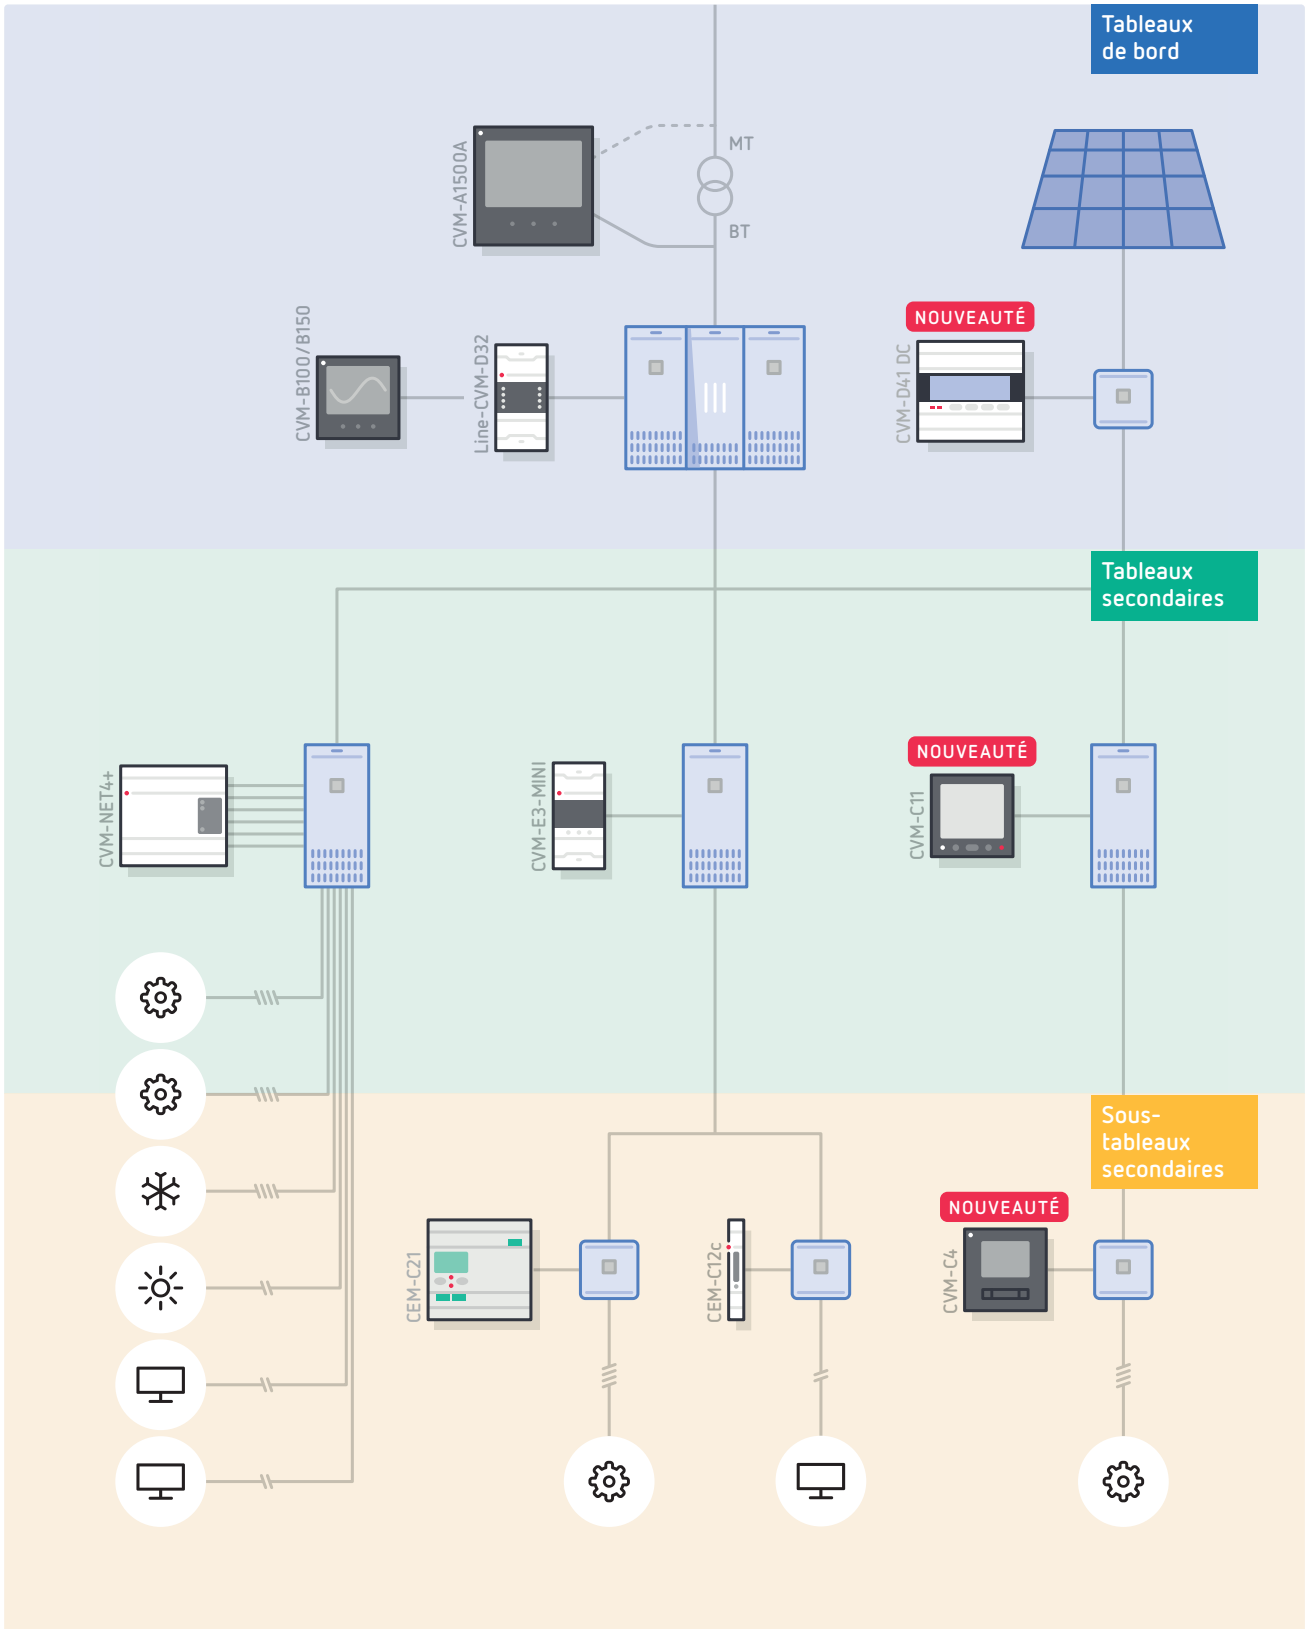 Tableaux
de bord
MT
CVM-A1500A
BT
NOUVEAUTÉ
CVM-B100/B150
Line-CVM-D32
CVM-D41 DC
Tableaux
secondaires
NOUVEAUTÉ
CVM-NET4+
CVM-E3-MINI
CVM-C11
Sous-
tableaux
secondaires
NOUVEAUTÉ
CEM-C21
CEM-C12c
CVM-C4